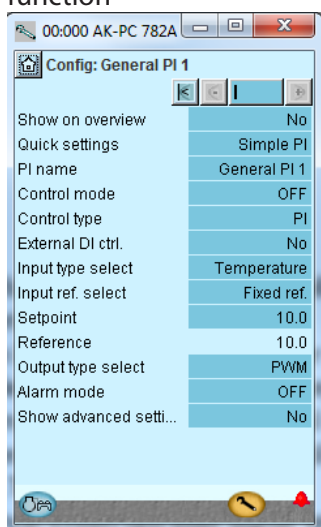 function
00:000 AK-PC 782A
Config: General PI 1
Show on overview No
Quick settings Simple PI
PI name General PI 1
Control mode OFF
Control type PI
External DI ctrl. No
Input type select Temperature
Input ref. select Fixed ref.
Setpoint 10.0
Reference 10.0
Output type select PWM
Alarm mode OFF
Show advanced setti... No